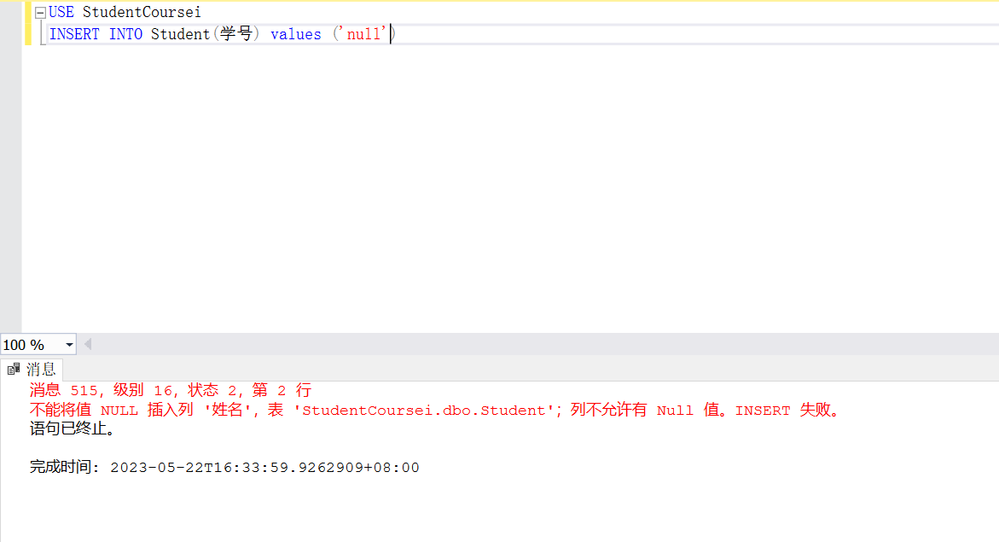 USE StudentCoursei
INSERT INTO Student(学号) values ('null')
100 %
消息
消息 515，级别 16，状态 2，第 2 行
不能将值 NULL 插入列 '姓名'，表 'StudentCoursei.dbo.Student'；列不允许有 Null 值。INSERT 失败。
语句已终止。
完成时间: 2023-05-22T16:33:59.9262909+08:00